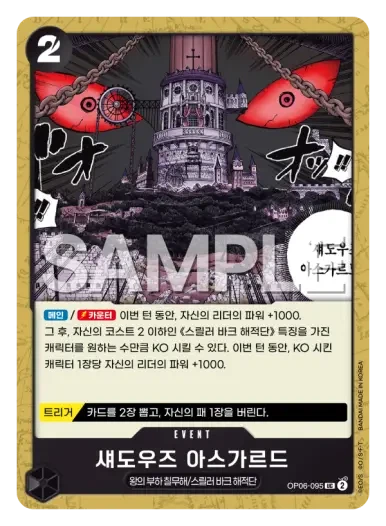 2
オッ!!
オッ!!
섀도우즈
아스가르드
SAMPLE
메인 / 카운터 이번 턴 동안, 자신의 리더의 파워 +1000.
그 후, 자신의 코스트 2 이하인 《스릴러 바크 해적단》 특징을 가진
캐릭터를 원하는 수만큼 KO 시킬 수 있다. 이번 턴 동안, KO 시킨
캐릭터 1장당 자신의 리더의 파워 +1000.
트리거 카드를 2장 뽑고, 자신의 패 1장을 버린다.
EVENT
섀도우즈 아스가르드
왕의 부하 칠무해/스릴러 바크 해적단
OP06-095 UC 2
BANDAI MADE IN KOREA